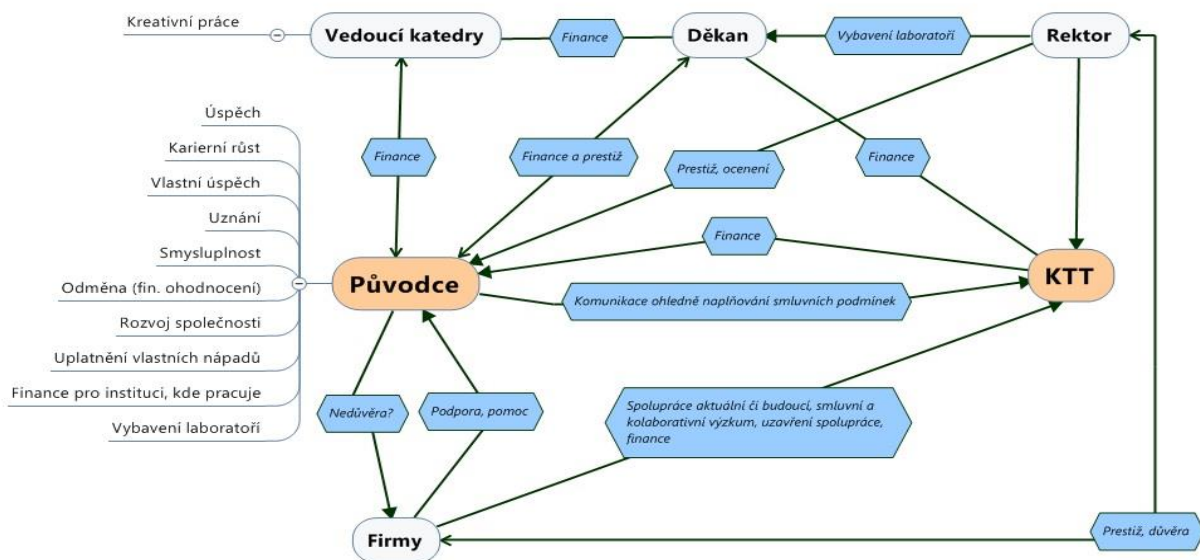 Kreativní práce
Vedoucí katedry
Finance
Děkan
Vybavení laboratoří
Rektor
Úspěch
Karierní růst
Vlastní úspěch
Uznání
Smysluplnost
Odměna (fin. ohodnocení)
Rozvoj společnosti
Uplatnění vlastních nápadů
Finance pro instituci, kde pracuje
Vybavení laboratoří
Finance
Finance a prestiž
Prestiž, ocenení
Finance
Finance
Původce
KTT
Komunikace ohledně naplňování smluvních podmínek
Nedůvěra?
Podpora, pomoc
Spolupráce aktuální či budoucí, smluvní a
kolaborativní výzkum, uzavření spolupráce,
finance
Firmy
Prestiž, důvěra